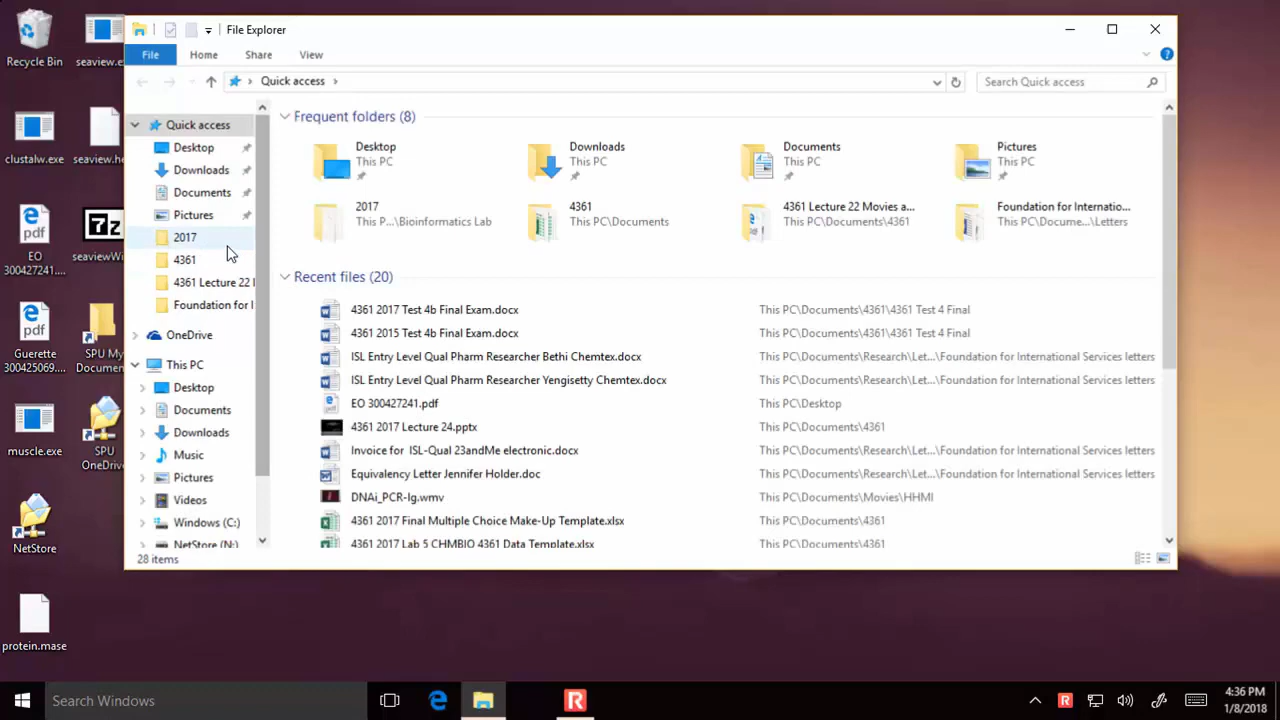 File Explorer
File Home Share View
Quick access
Search Quick access
Quick access
Desktop
Downloads
Documents
Pictures
2017
4361
4361 Lecture 22
Foundation for
OneDrive
This PC
Desktop
Documents
Downloads
Music
Pictures
Videos
Windows (C:)
NetStore (N:)
28 items
Frequent folders (8)
Desktop
This PC
Downloads
This PC
Documents
This PC
Pictures
This PC
2017
This P...\Bioinformatics Lab
4361
This PC\Documents
4361 Lecture 22 Movies a...
This PC\Documents\4361
Foundation for Internatio...
This PC\Docume...\Letters
Recent files (20)
4361 2017 Test 4b Final Exam.docx This PC\Documents\4361\4361 Test 4 Final
4361 2015 Test 4b Final Exam.docx This PC\Documents\4361\4361 Test 4 Final
ISL Entry Level Qual Pharm Researcher Bethi Chemtex.docx This PC\Documents\Research\Let...\Foundation for International Services letters
ISL Entry Level Qual Pharm Researcher Yengisetty Chemtex.docx This PC\Documents\Research\Let...\Foundation for International Services letters
EO 300427241.pdf This PC\Desktop
4361 2017 Lecture 24.pptx This PC\Documents\4361
Invoice for ISL-Qual 23andMe electronic.docx This PC\Documents\Research\Let...\Foundation for International Services letters
Equivalency Letter Jennifer Holder.doc This PC\Documents\Research\Let...\Foundation for International Services letters
DNAi_PCR-lg.wmv This PC\Documents\Movies\HHMI
4361 2017 Final Multiple Choice Make-Up Template.xlsx This PC\Documents\4361
4361 2017 Lab 5 CHMBIO 4361 Data Template.xlsx This PC\Documents\4361
Recycle Bin
seaview.e
clustalw.exe
seaview.he
pdf
EO
300427241....
7z
seaviewWi
pdf
Guerette
300425069....
SPU My
Documen
muscle.exe
SPU
OneDriv
NetStore
protein.mase
Search Windows
R
R
4:36 PM
1/8/2018